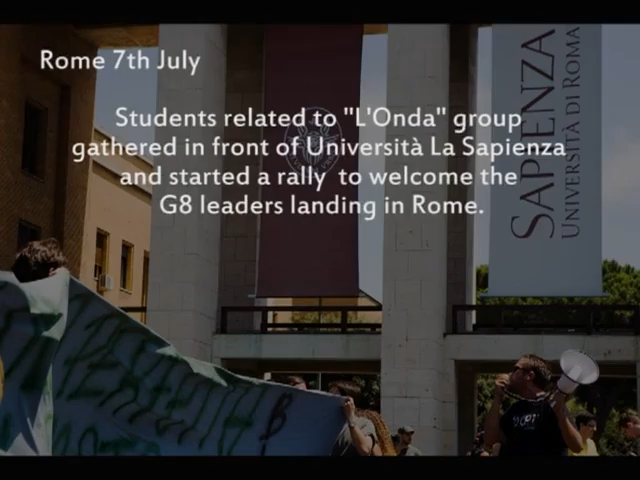 Rome 7th July
Students related to "L'Onda" group
gathered in front of Università La Sapienza
and started a rally to welcome the
G8 leaders landing in Rome.
SAPIENZA
UNIVERSITÀ DI ROMA